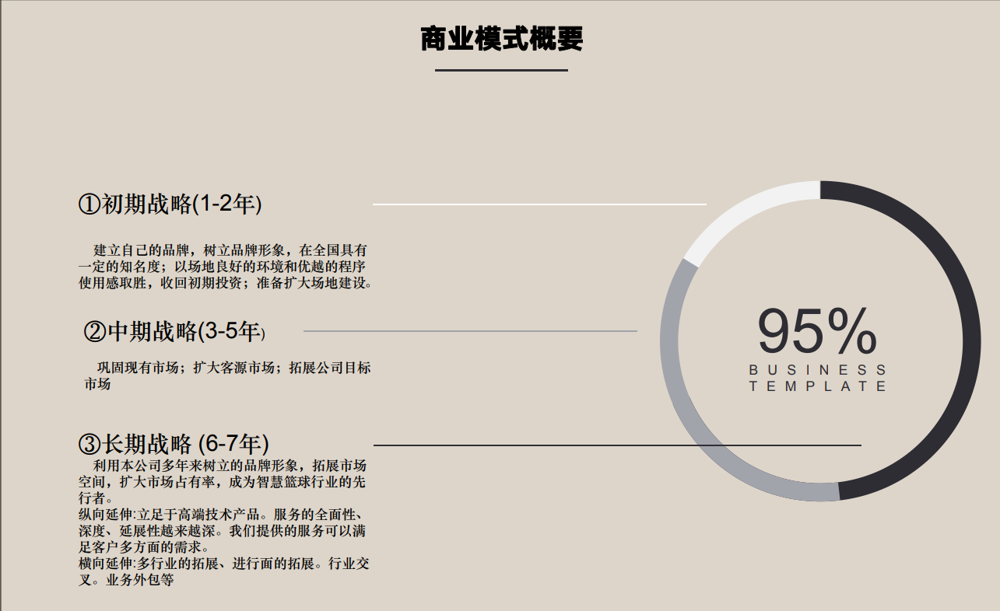 商业模式概要
①初期战略(1-2年)
建立自己的品牌，树立品牌形象，在全国具有
一定的知名度；以场地良好的环境和优越的程序
使用感取胜，收回初期投资；准备扩大场地建设。
②中期战略(3-5年)
巩固现有市场；扩大客源市场；拓展公司目标
市场
③长期战略 (6-7年)
利用本公司多年来树立的品牌形象，拓展市场
空间，扩大市场占有率，成为智慧篮球行业的先
行者。
纵向延伸:立足于高端技术产品。服务的全面性、
深度、延展性越来越深。我们提供的服务可以满
足客户多方面的需求。
横向延伸:多行业的拓展、进行面的拓展。行业交
叉。业务外包等
95%
BUSINESS
TEMPLATE